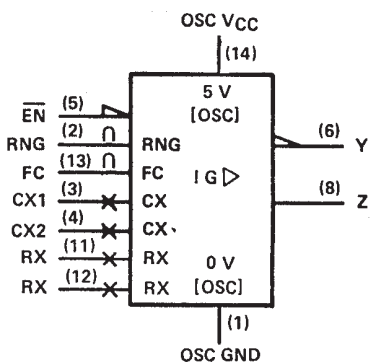 OSC VCC
(14)
5 V
[OSC]
EN (5)
RNG (2) ∩ RNG
FC (13) ∩ FC
CX1 (3) CX
CX2 (4) CX
RX (11) RX
RX (12) RX
! G ▷
(6) Y
(8) Z
0 V
[OSC]
(1)
OSC GND